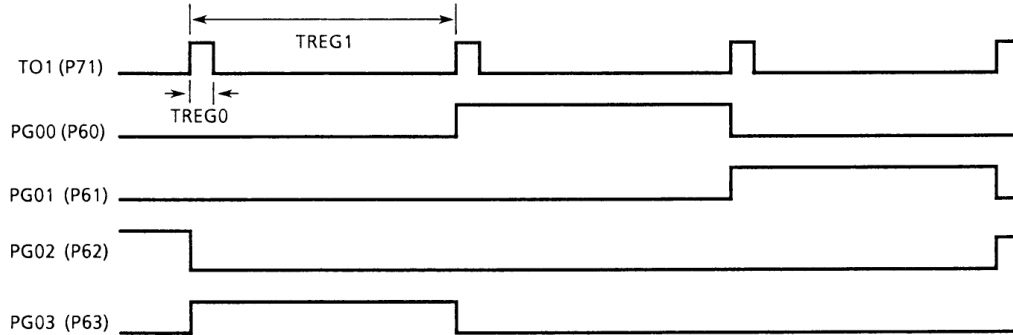 TREG1
TO1 (P71)
TREG0
PG00 (P60)
PG01 (P61)
PG02 (P62)
PG03 (P63)